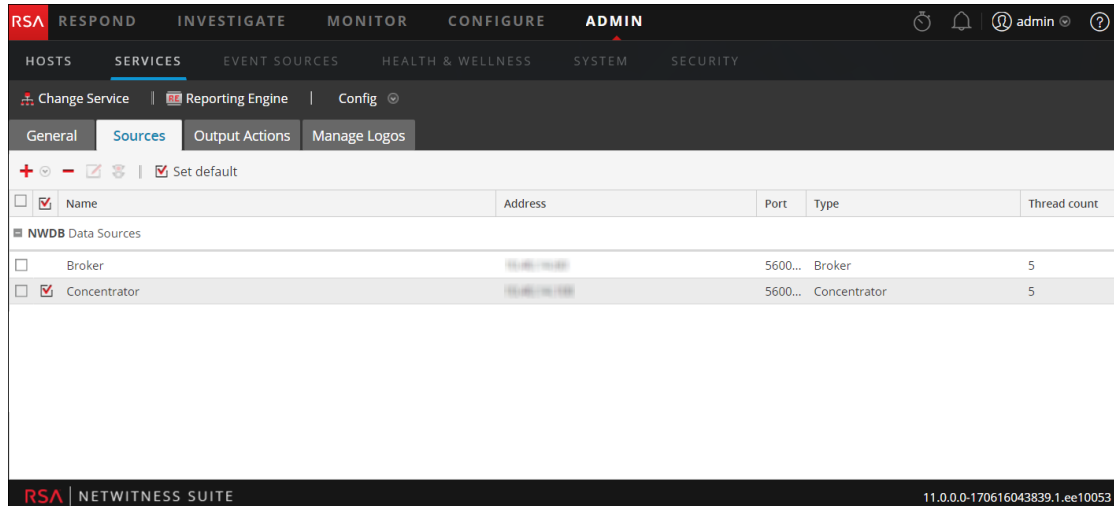 RSA RESPOND INVESTIGATE MONITOR CONFIGURE ADMIN admin ?
HOSTS SERVICES EVENT SOURCES HEALTH & WELLNESS SYSTEM SECURITY
Change Service RE Reporting Engine Config
General Sources Output Actions Manage Logos
Set default
Name Address Port Type Thread count
NWDB Data Sources
Broker 5600... Broker 5
Concentrator 5600... Concentrator 5
RSA NETWITNESS SUITE 11.0.0.0-170616043839.1.ee10053